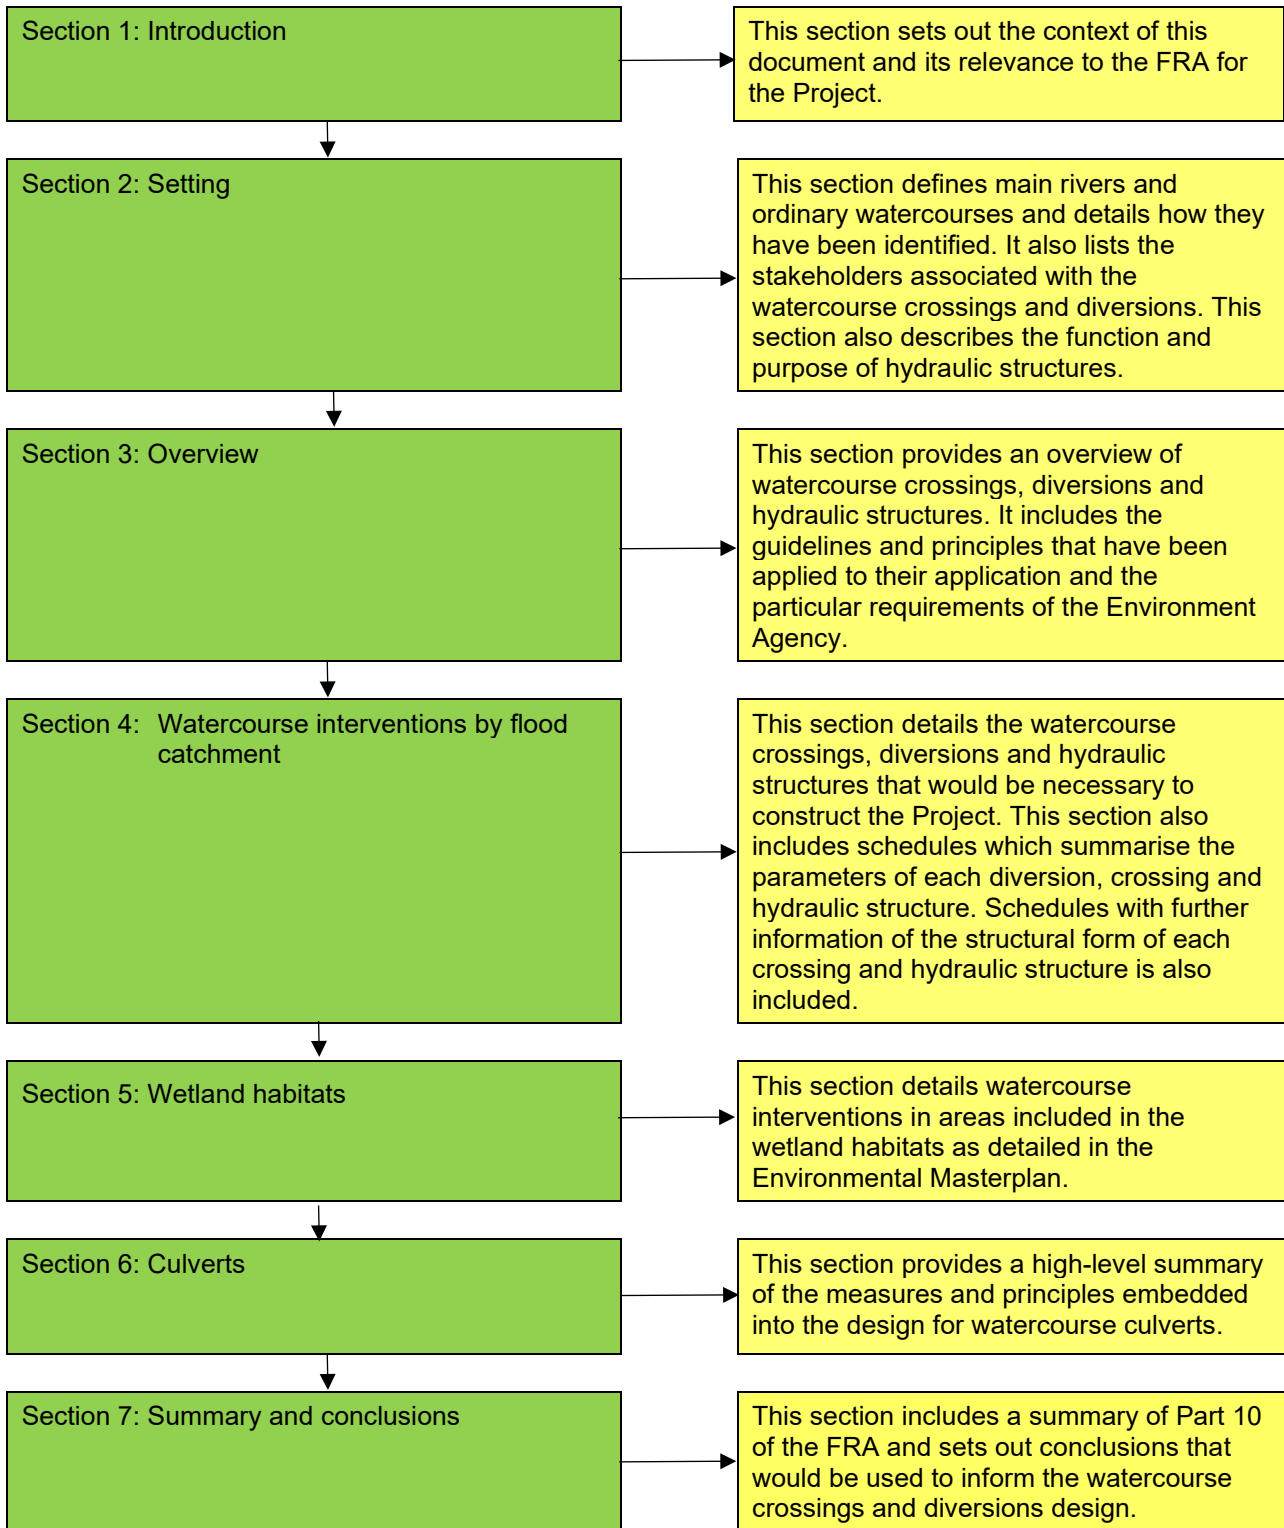 Section 1: Introduction
This section sets out the context of this
document and its relevance to the FRA for
the Project.
Section 2: Setting
This section defines main rivers and
ordinary watercourses and details how they
have been identified. It also lists the
stakeholders associated with the
watercourse crossings and diversions. This
section also describes the function and
purpose of hydraulic structures.
Section 3: Overview
This section provides an overview of
watercourse crossings, diversions and
hydraulic structures. It includes the
guidelines and principles that have been
applied to their application and the
particular requirements of the Environment
Agency.
Section 4: Watercourse interventions by flood
catchment
This section details the watercourse
crossings, diversions and hydraulic
structures that would be necessary to
construct the Project. This section also
includes schedules which summarise the
parameters of each diversion, crossing and
hydraulic structure. Schedules with further
information of the structural form of each
crossing and hydraulic structure is also
included.
Section 5: Wetland habitats
This section details watercourse
interventions in areas included in the
wetland habitats as detailed in the
Environmental Masterplan.
Section 6: Culverts
This section provides a high-level summary
of the measures and principles embedded
into the design for watercourse culverts.
Section 7: Summary and conclusions
This section includes a summary of Part 10
of the FRA and sets out conclusions that
would be used to inform the watercourse
crossings and diversions design.